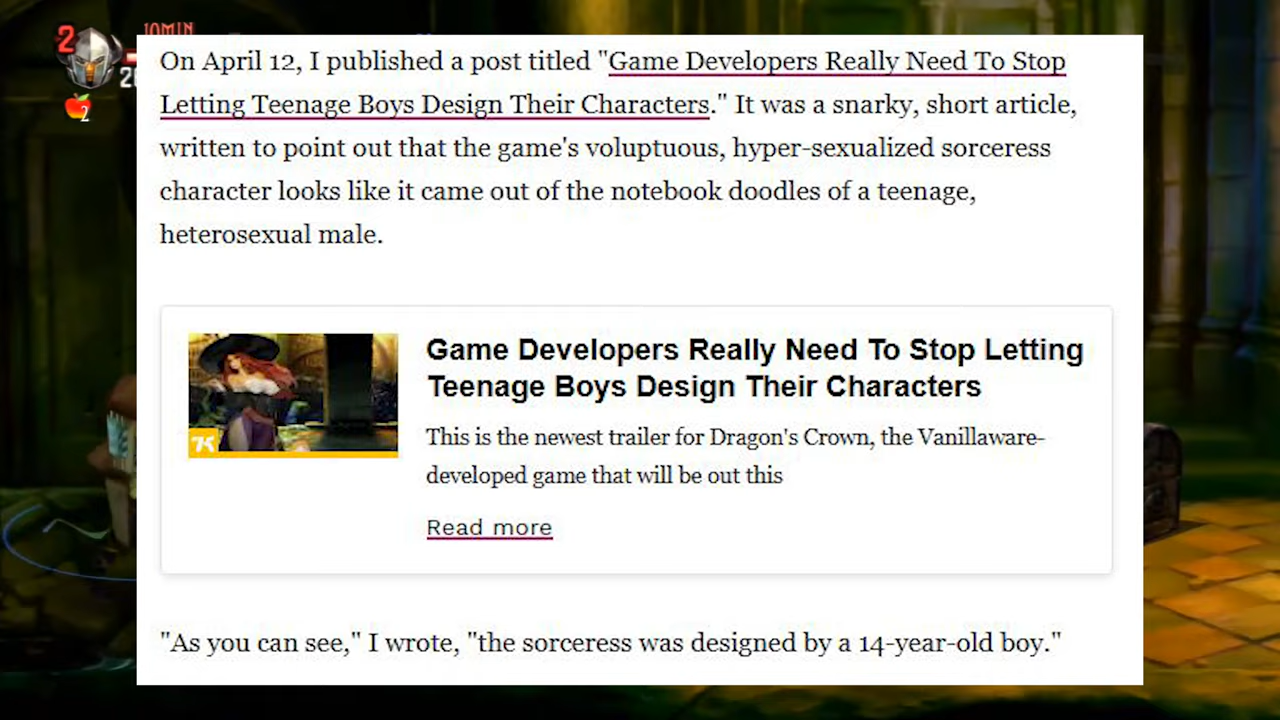 2
10MIN
2
On April 12, I published a post titled "Game Developers Really Need To Stop
Letting Teenage Boys Design Their Characters." It was a snarky, short article,
written to point out that the game's voluptuous, hyper-sexualized sorceress
character looks like it came out of the notebook doodles of a teenage,
heterosexual male.
Game Developers Really Need To Stop Letting
Teenage Boys Design Their Characters
This is the newest trailer for Dragon's Crown, the Vanillaware-
developed game that will be out this
Read more
"As you can see," I wrote, "the sorceress was designed by a 14-year-old boy."